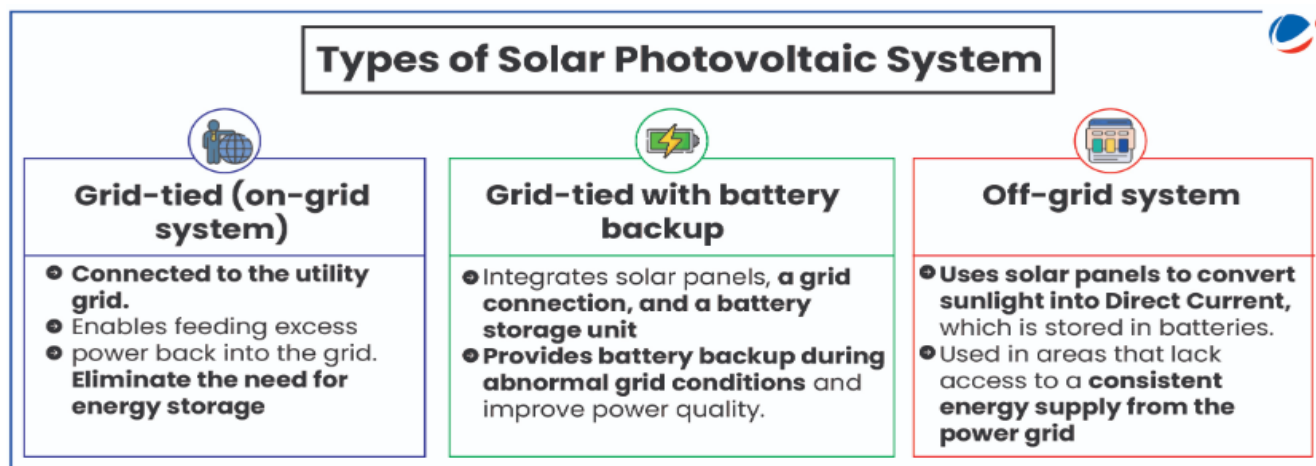 Types of Solar Photovoltaic System
Grid-tied (on-grid
system)
Connected to the utility
grid.
Enables feeding excess
power back into the grid.
Eliminate the need for
energy storage
Grid-tied with battery
backup
Integrates solar panels, a grid
connection, and a battery
storage unit
Provides battery backup during
abnormal grid conditions and
improve power quality.
Off-grid system
Uses solar panels to convert
sunlight into Direct Current,
which is stored in batteries.
Used in areas that lack
access to a consistent
energy supply from the
power grid